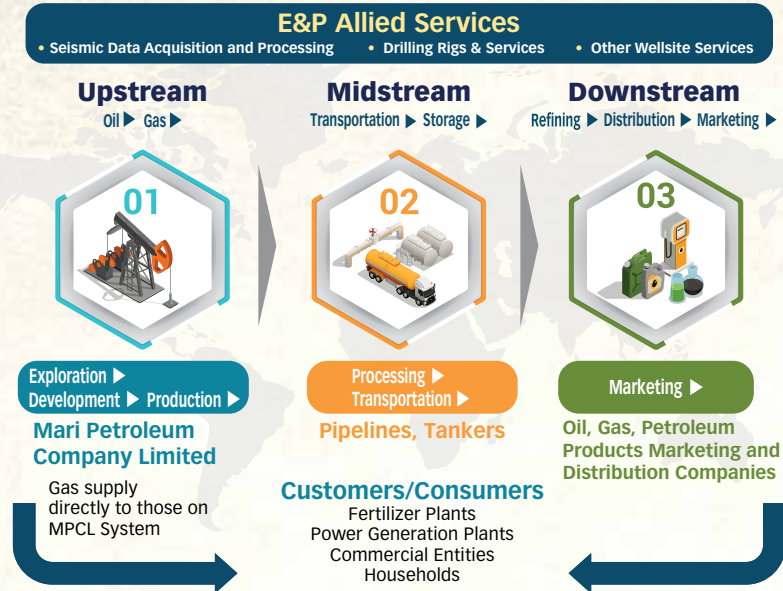 E&P Allied Services
• Seismic Data Acquisition and Processing • Drilling Rigs & Services • Other Wellsite Services
Upstream
Oil ▶ Gas ▶
Midstream
Transportation ▶ Storage ▶
Downstream
Refining ▶ Distribution ▶ Marketing ▶
01
02
03
Exploration ▶
Development ▶ Production ▶
Mari Petroleum
Company Limited
Gas supply
directly to those on
MPCL System
Processing ▶
Transportation ▶
Pipelines, Tankers
Marketing ▶
Oil, Gas, Petroleum
Products Marketing and
Distribution Companies
Customers/Consumers
Fertilizer Plants
Power Generation Plants
Commercial Entities
Households